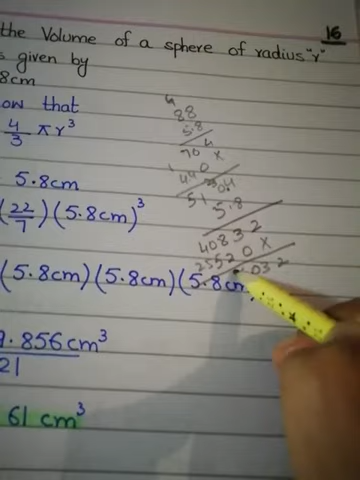 16
the Volume of a sphere of radius "r"
s given by
8cm
ow that
4/3 πr³
5.8cm
(22/7) (5.8cm)³
(5.8cm) (5.8cm) (5.8cm
9.856cm³
21
61 cm³
88
5.8
704
440 x
5.8
40832
25520 x